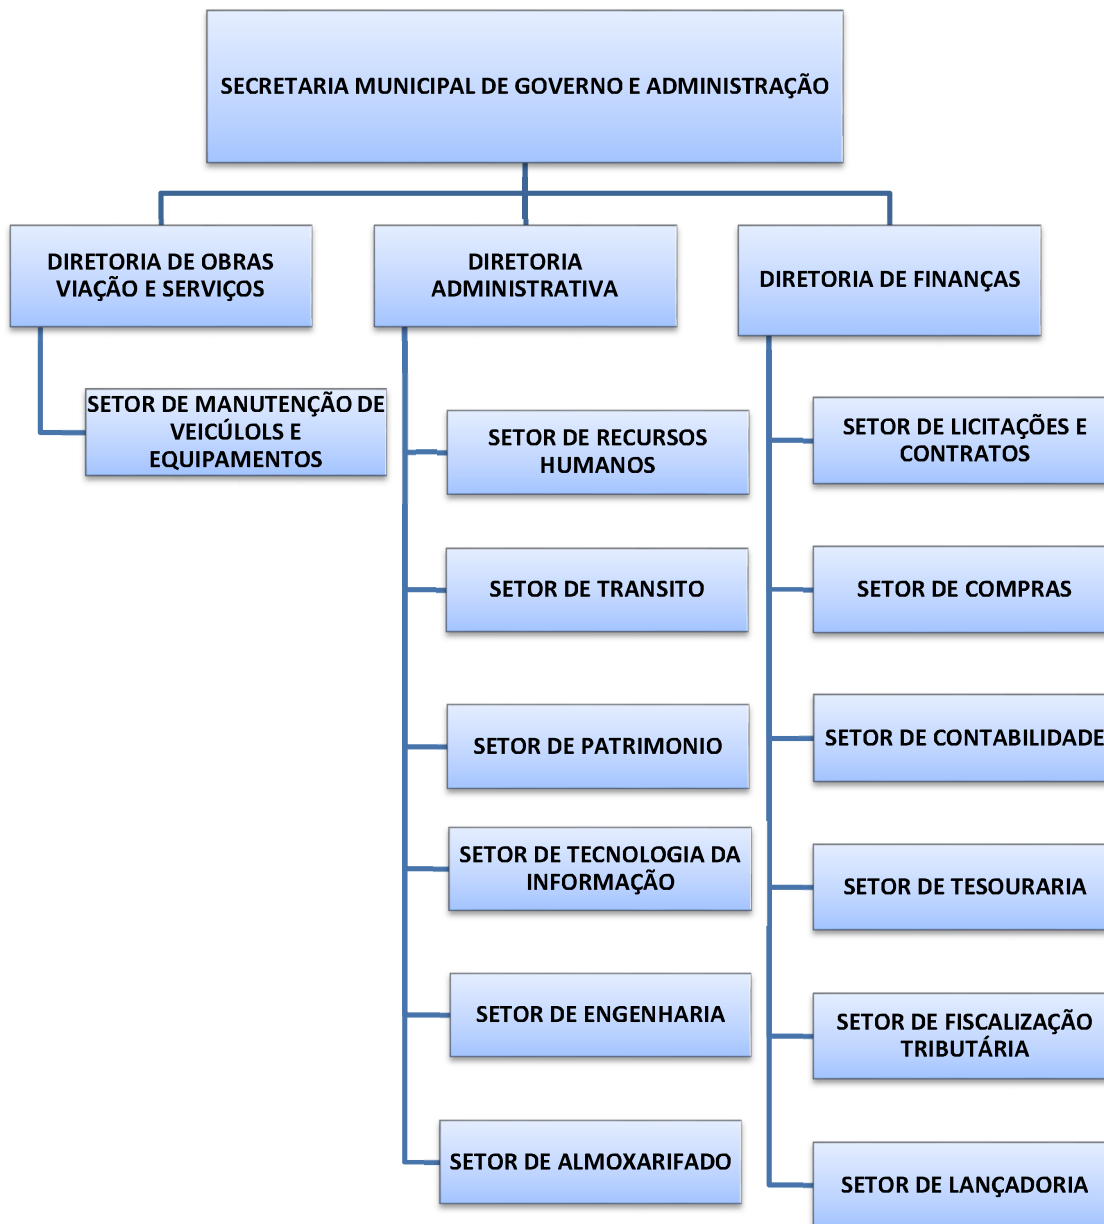 SECRETARIA MUNICIPAL DE GOVERNO E ADMINISTRAÇÃO
DIRETORIA DE OBRAS
VIAÇÃO E SERVIÇOS
SETOR DE MANUTENÇÃO DE
VEICÚLOLS E
EQUIPAMENTOS
DIRETORIA
ADMINISTRATIVA
SETOR DE RECURSOS
HUMANOS
SETOR DE TRANSITO
SETOR DE PATRIMONIO
SETOR DE TECNOLOGIA DA
INFORMAÇÃO
SETOR DE ENGENHARIA
SETOR DE ALMOXARIFADO
DIRETORIA DE FINANÇAS
SETOR DE LICITAÇÕES E
CONTRATOS
SETOR DE COMPRAS
SETOR DE CONTABILIDADE
SETOR DE TESOURARIA
SETOR DE FISCALIZAÇÃO
TRIBUTÁRIA
SETOR DE LANÇADORIA